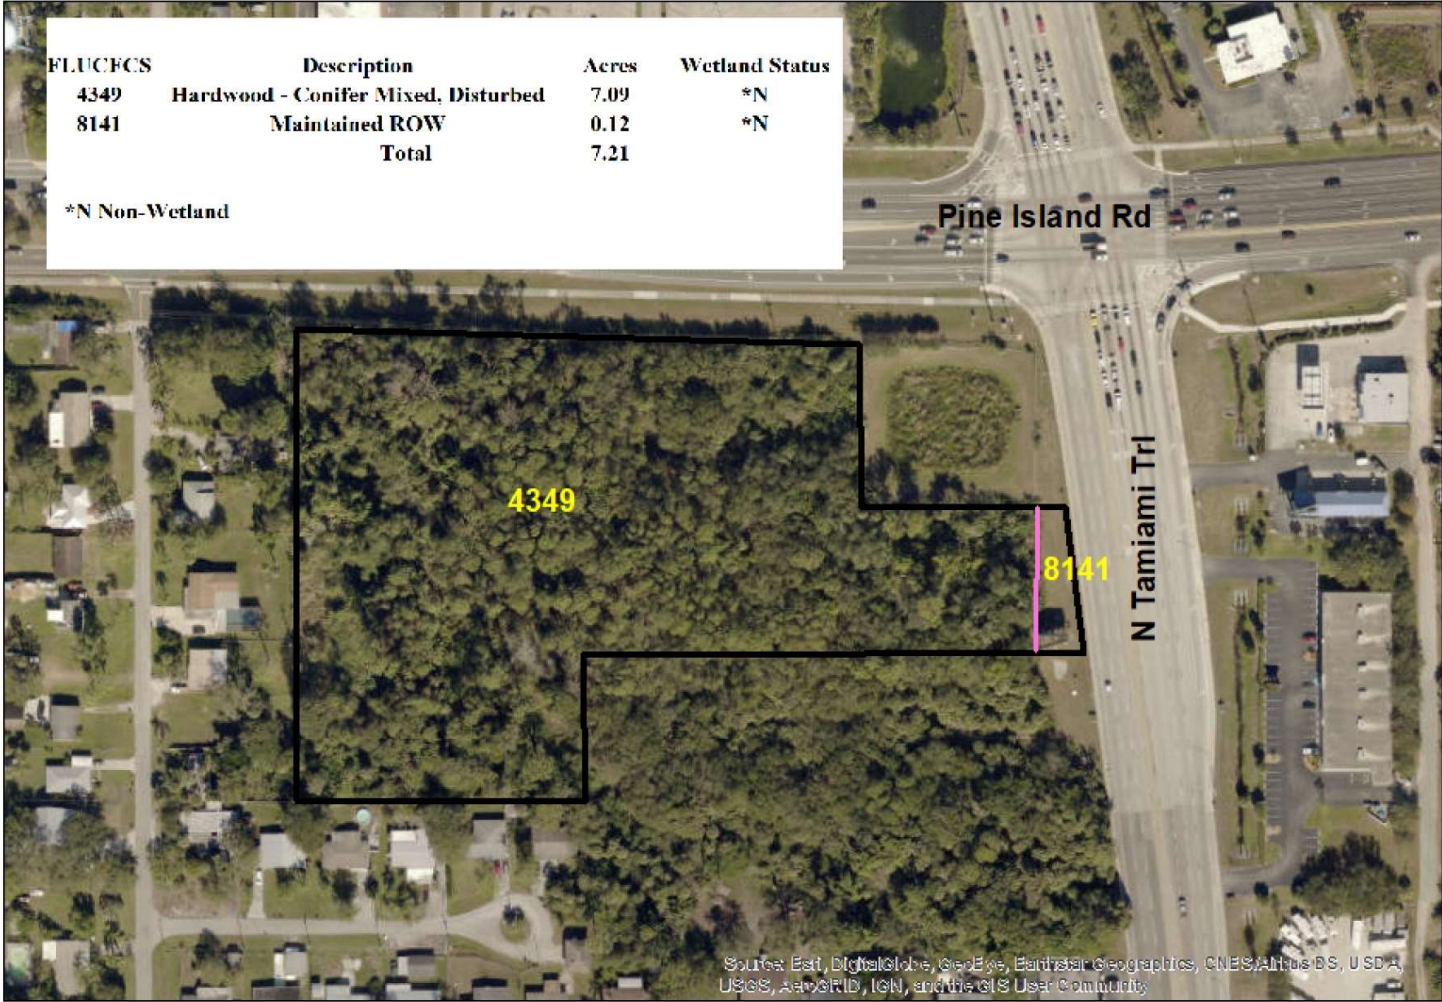 FLUCFCS Description Acres Wetland Status
4349 Hardwood - Conifer Mixed, Disturbed 7.09 *N
8141 Maintained ROW 0.12 *N
Total 7.21
*N Non-Wetland
Pine Island Rd
4349
8141
N Tamiami Trl
Source: Esri, DigitalGlobe, GeoEye, Earthstar Geographics, CNES/Airbus DS, USDA,
USGS, AeroGRID, IGN, and the GIS User Community